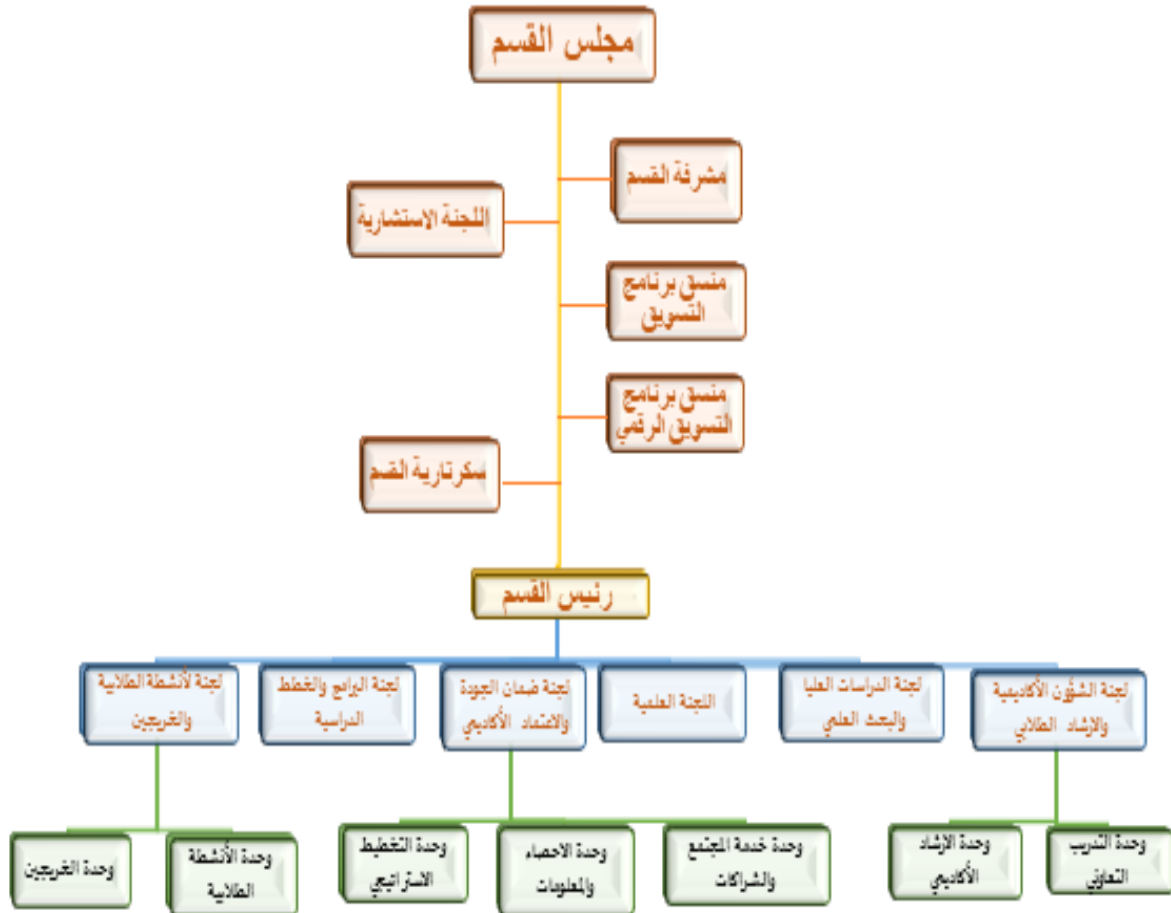 مجلس القسم
مشرفة القسم
اللجنة الاستشارية
منسق برنامج
التسويق
منسق برنامج
التسويق الرقمي
سكرتارية القسم
رئيس القسم
لجنة الشؤون الأكاديمية
والارشاد الطلابي
لجنة الدراسات العليا
والبحث العلمي
اللجنة العلمية
لجنة ضمان الجودة
والاعتماد الأكاديمي
لجنة البرامج والخطط
الدراسية
لجنة لأنشطة الطلابية
والخريجين
وحدة التدريب
التعاوني
وحدة الارشاد
الأكاديمي
وحدة خدمة المجتمع
والشراكات
وحدة الاحصاء
والمعلومات
وحدة التخطيط
الاستراتيجي
وحدة الأنشطة
الطلابية
وحدة الخريجين